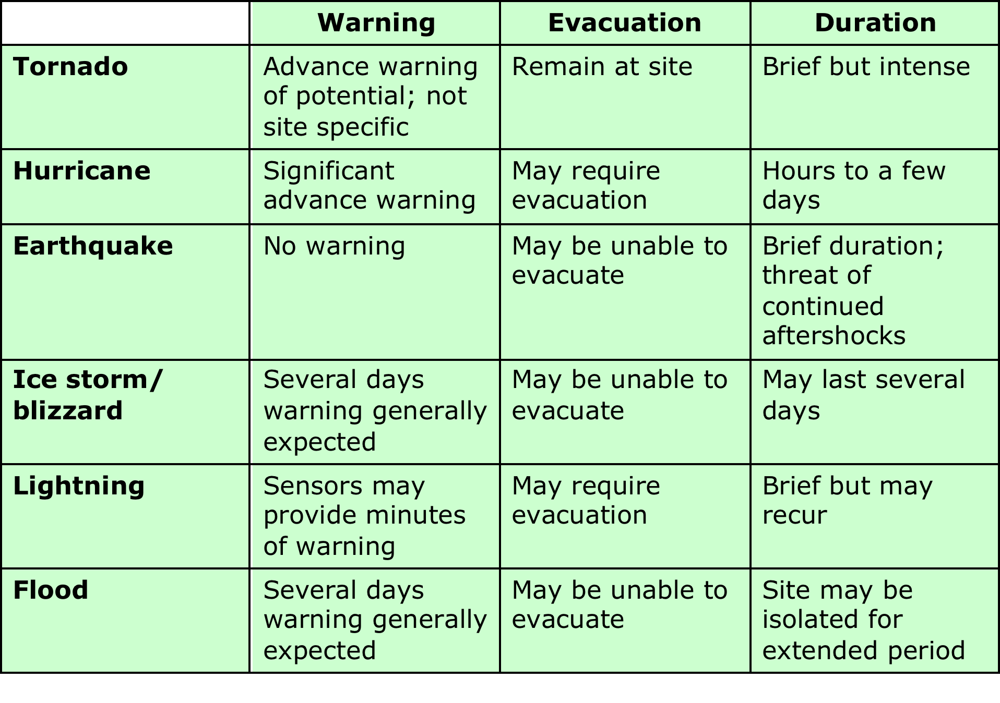 Warning Evacuation Duration
Tornado
Advance warning
of potential; not
site specific
Remain at site
Brief but intense
Hurricane
Significant
advance warning
May require
evacuation
Hours to a few
days
Earthquake
No warning
May be unable to
evacuate
Brief duration;
threat of
continued
aftershocks
Ice storm/
blizzard
Several days
warning generally
expected
May be unable to
evacuate
May last several
days
Lightning
Sensors may
provide minutes
of warning
May require
evacuation
Brief but may
recur
Flood
Several days
warning generally
expected
May be unable to
evacuate
Site may be
isolated for
extended period